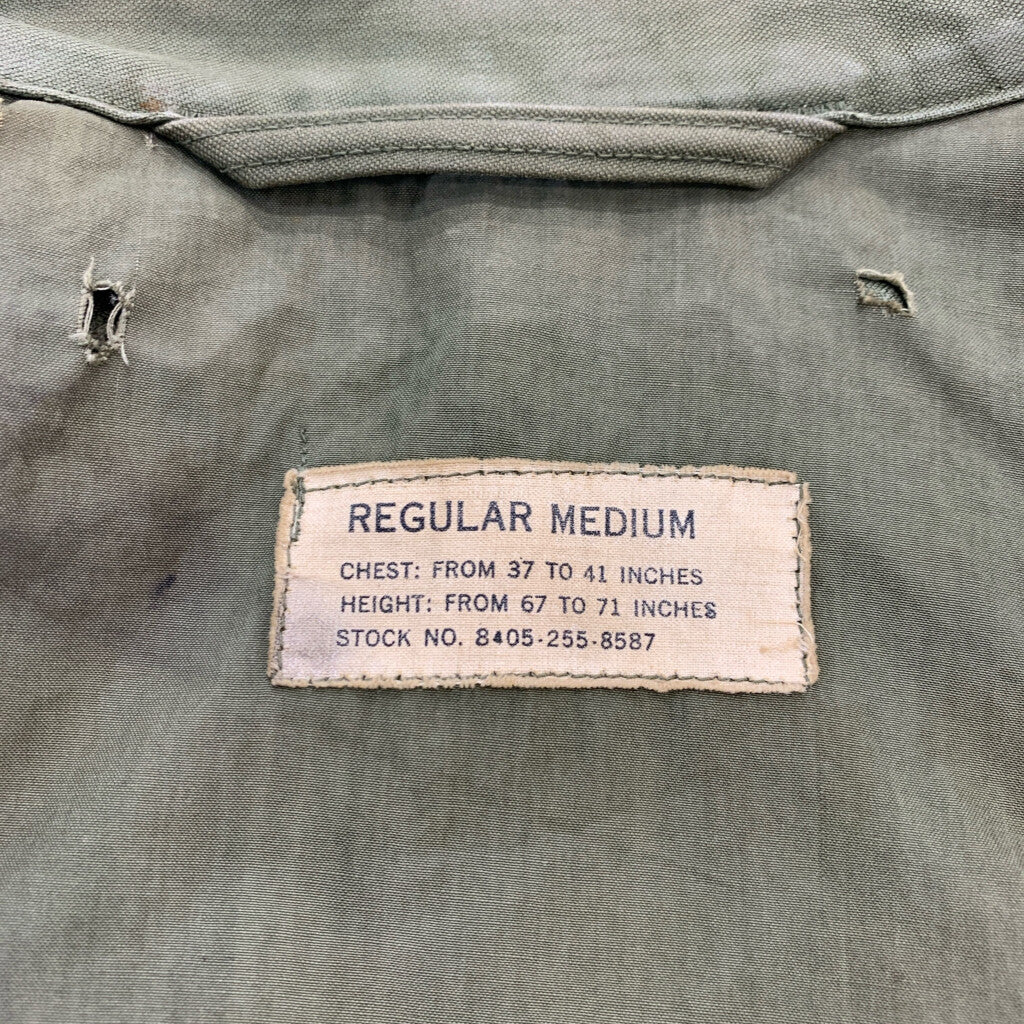 REGULAR MEDIUM
CHEST: FROM 37 TO 41 INCHES
HEIGHT: FROM 67 TO 71 INCHES
STOCK NO. 8405-255-8587